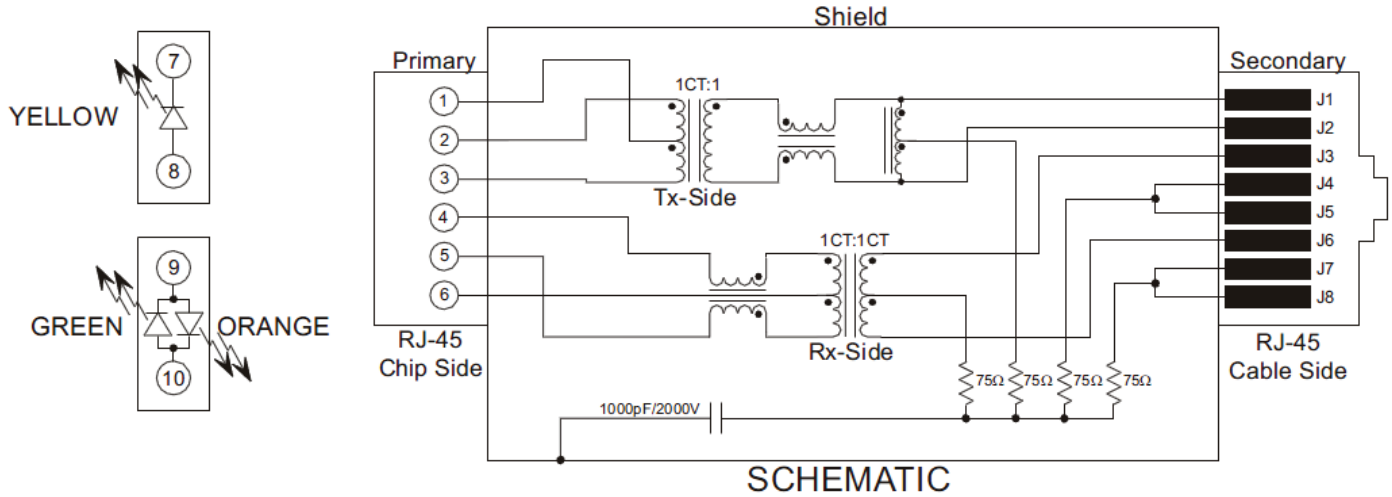 Shield
7
YELLOW
8
9
GREEN
ORANGE
10
Primary
1
2
3
4
5
6
RJ-45
Chip Side
1CT:1
Tx-Side
1CT:1CT
Rx-Side
75Ω
75Ω
75Ω
75Ω
1000pF/2000V
Secondary
J1
J2
J3
J4
J5
J6
J7
J8
RJ-45
Cable Side
SCHEMATIC